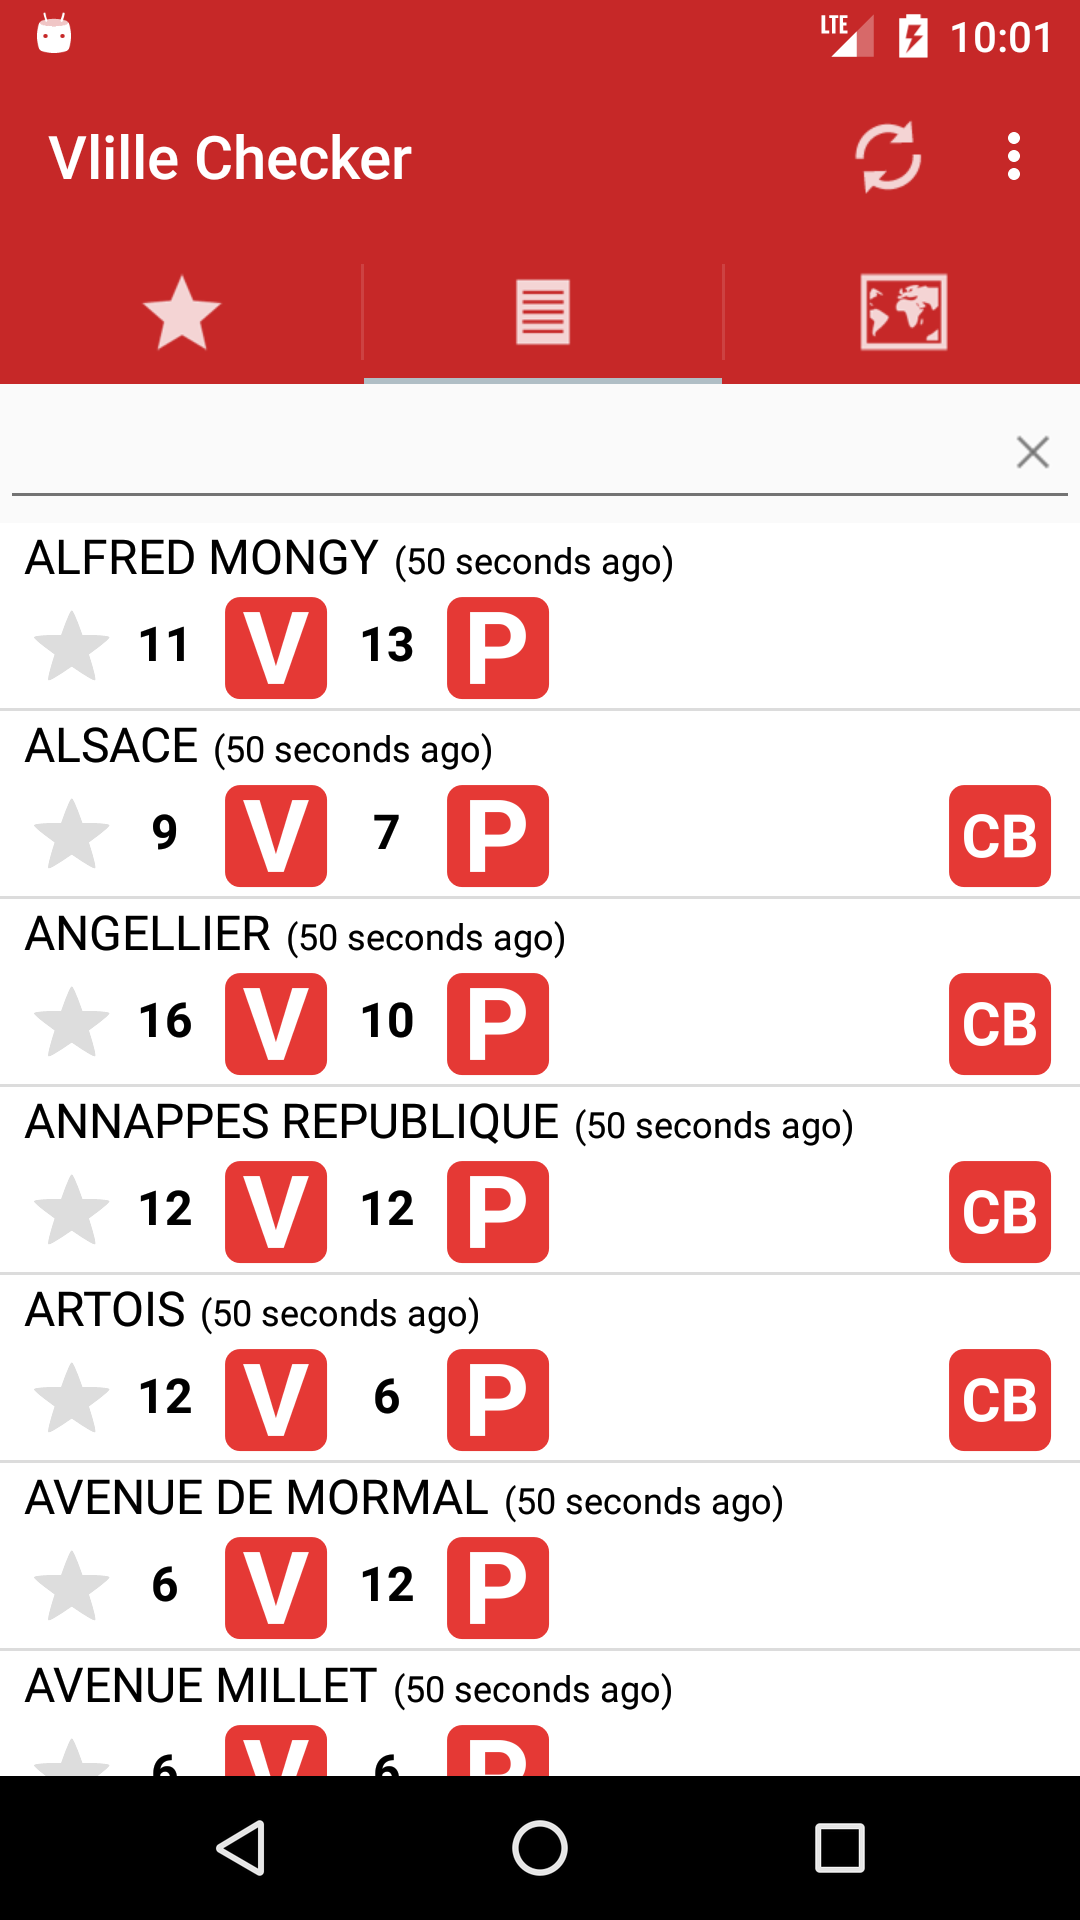 LTE 10:01
Vlille Checker
ALFRED MONGY (50 seconds ago)
11 V 13 P
ALSACE (50 seconds ago)
9 V 7 P CB
ANGELLIER (50 seconds ago)
16 V 10 P CB
ANNAPPES REPUBLIQUE (50 seconds ago)
12 V 12 P CB
ARTOIS (50 seconds ago)
12 V 6 P CB
AVENUE DE MORMAL (50 seconds ago)
6 V 12 P
AVENUE MILLET (50 seconds ago)
6 V 6 P